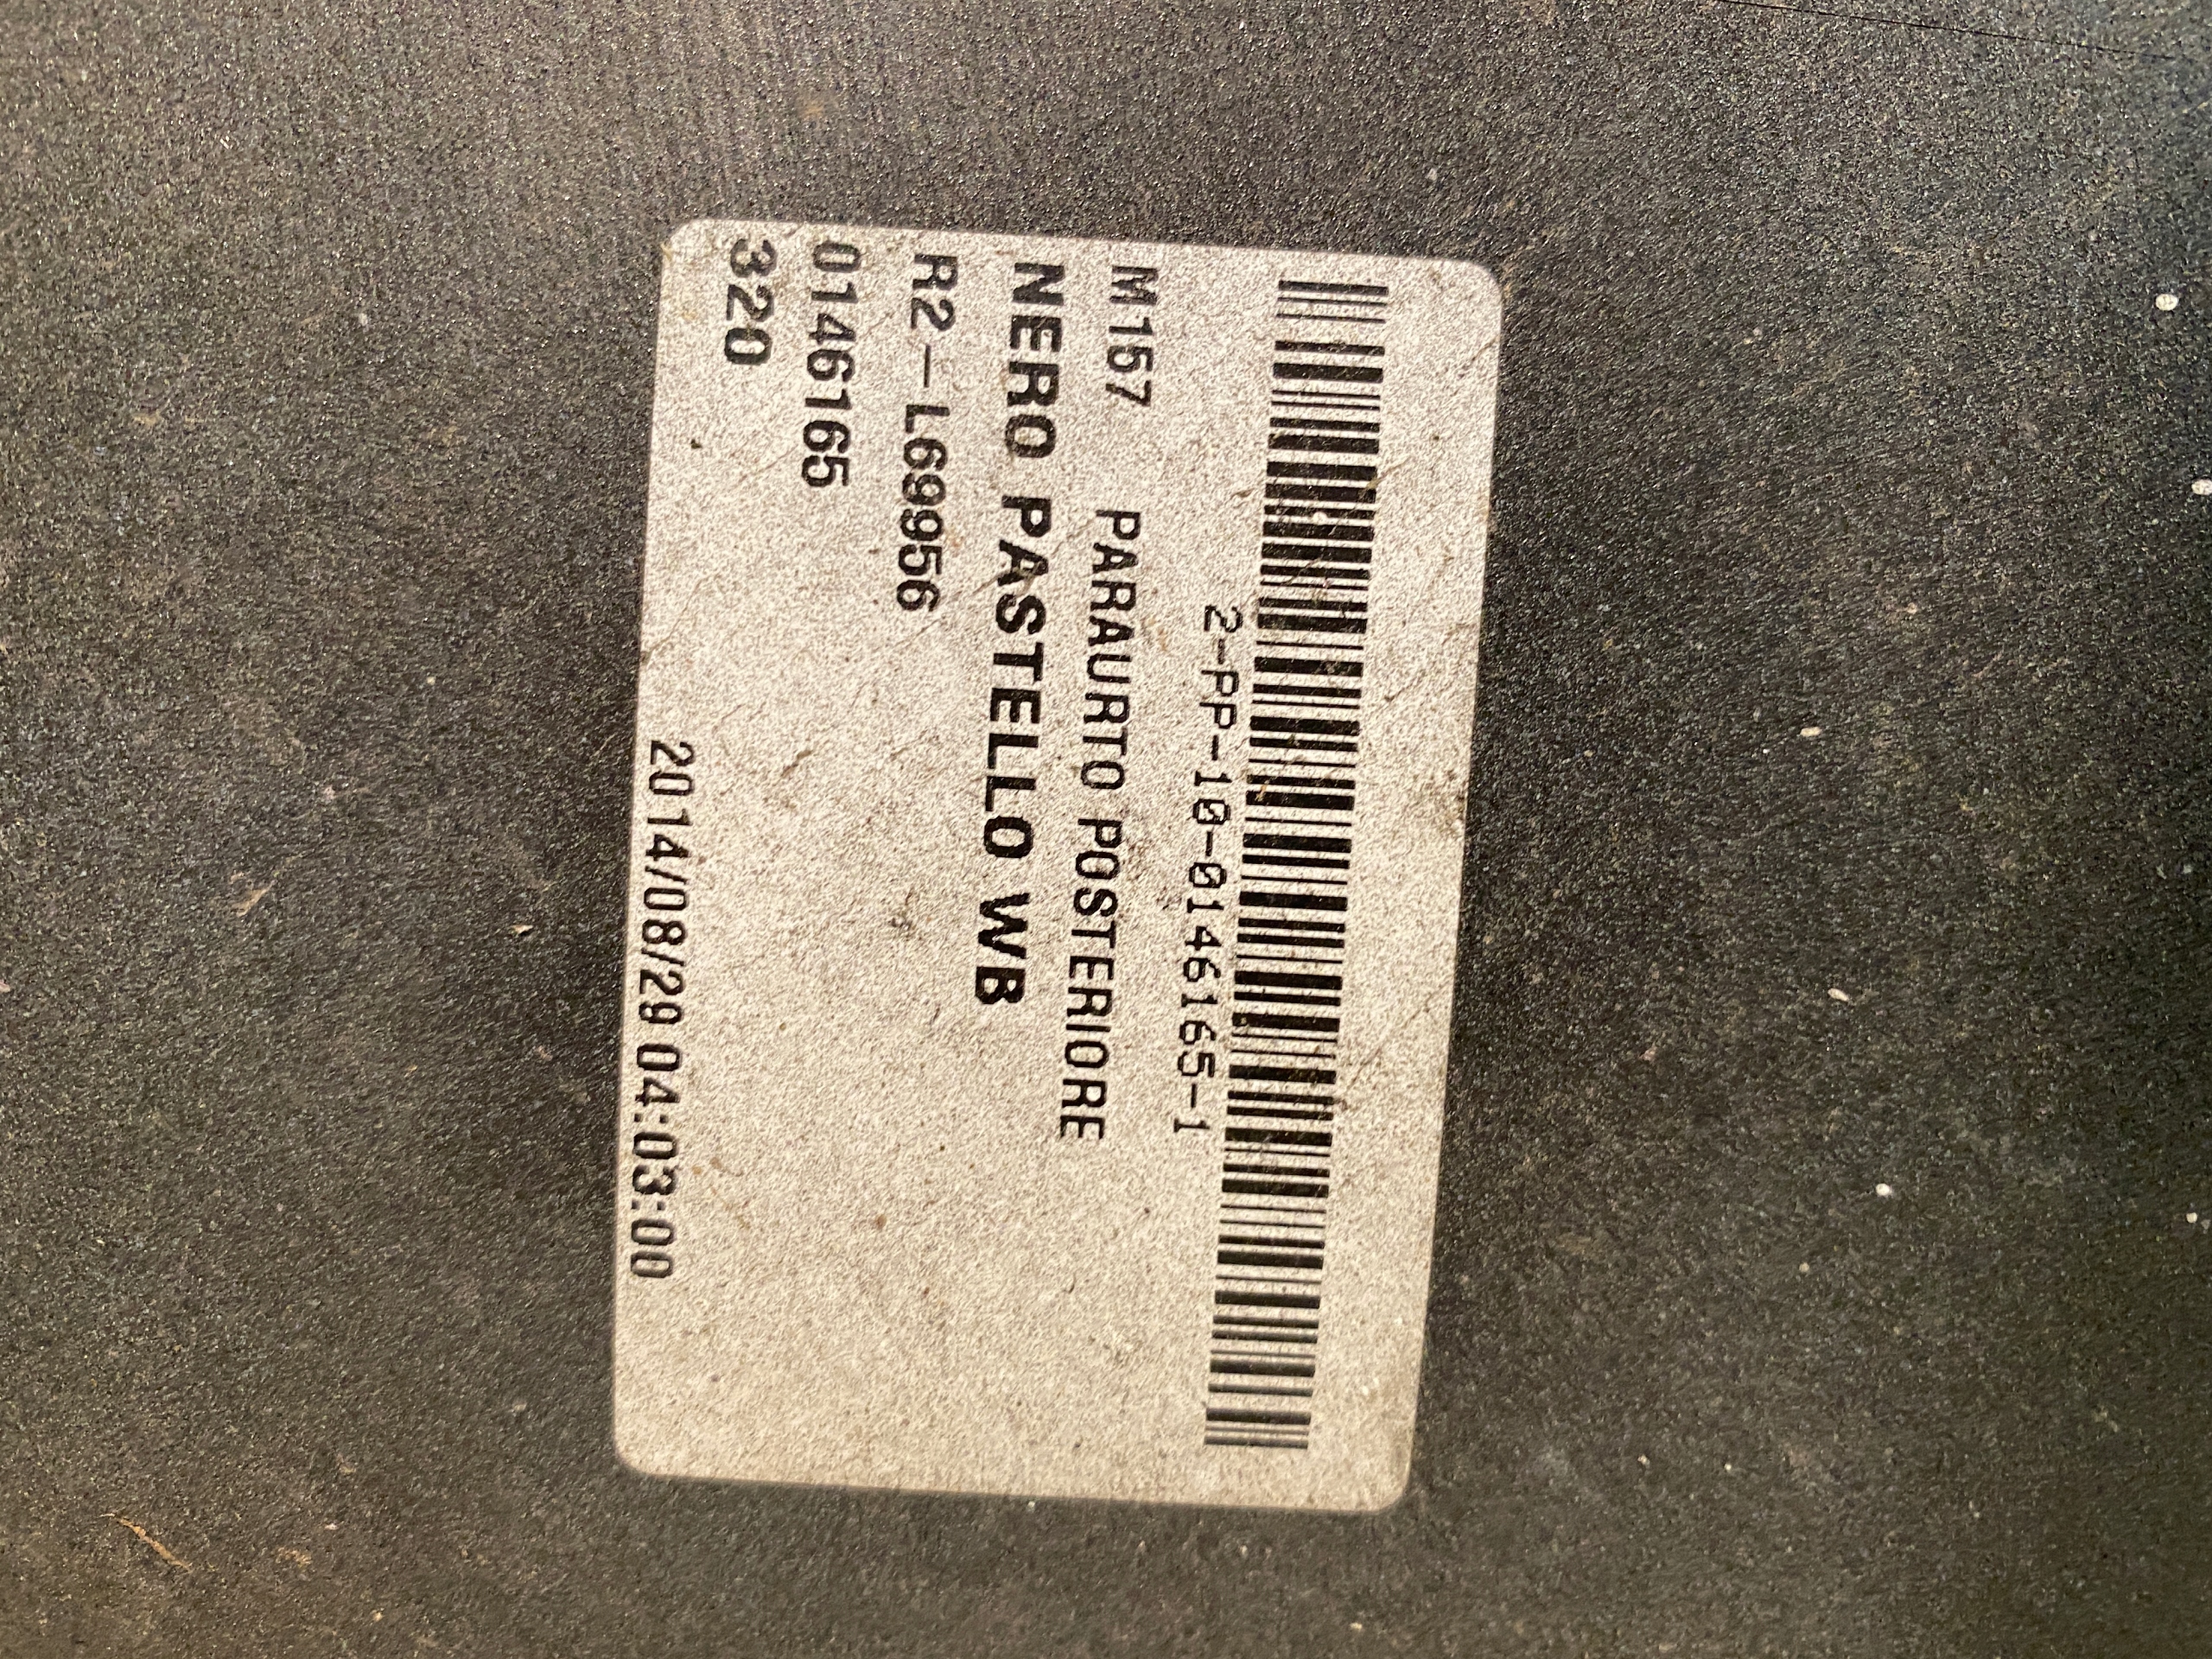 2-PP-10-0146165-1
M157 PARAURTO POSTERIORE
NERO PASTELLO WB
R2-L69956
0146165
320
2014/08/29 04:03:00